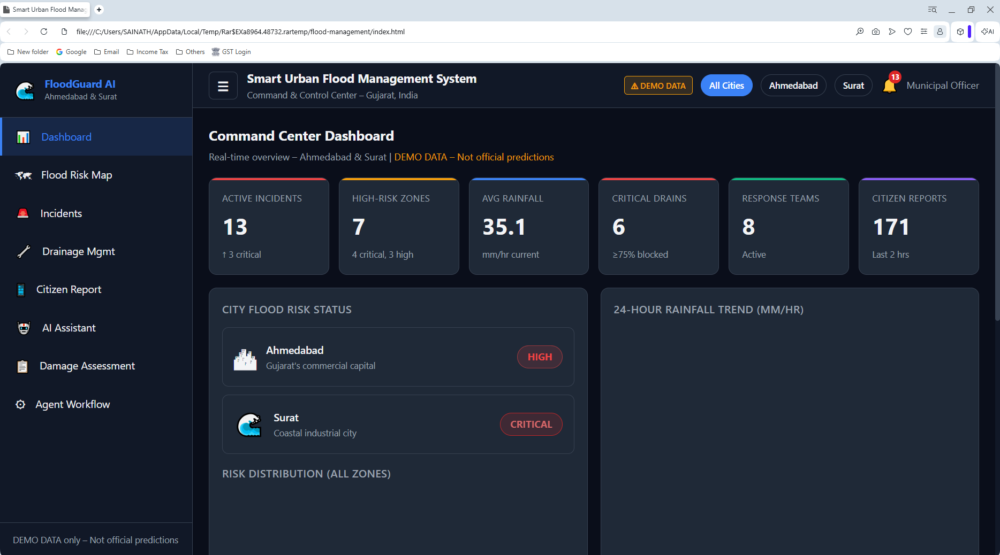 Smart Urban Flood Manag
file:///C:/Users/SAINATH/AppData/Local/Temp/Rar$EXa8964.48732.rartemp/flood-management/index.html
AI
New folder
Google
Email
Income Tax
Others
GST Login
FloodGuard AI
Ahmedabad & Surat
Dashboard
Flood Risk Map
Incidents
Drainage Mgmt
Citizen Report
AI Assistant
Damage Assessment
Agent Workflow
DEMO DATA only – Not official predictions
Smart Urban Flood Management System
Command & Control Center – Gujarat, India
⚠ DEMO DATA
All Cities
Ahmedabad
Surat
13
Municipal Officer
Command Center Dashboard
Real-time overview – Ahmedabad & Surat | DEMO DATA – Not official predictions
ACTIVE INCIDENTS
13
↑ 3 critical
HIGH-RISK ZONES
7
4 critical, 3 high
AVG RAINFALL
35.1
mm/hr current
CRITICAL DRAINS
6
≥75% blocked
RESPONSE TEAMS
8
Active
CITIZEN REPORTS
171
Last 2 hrs
CITY FLOOD RISK STATUS
Ahmedabad
Gujarat's commercial capital
HIGH
Surat
Coastal industrial city
CRITICAL
RISK DISTRIBUTION (ALL ZONES)
24-HOUR RAINFALL TREND (MM/HR)